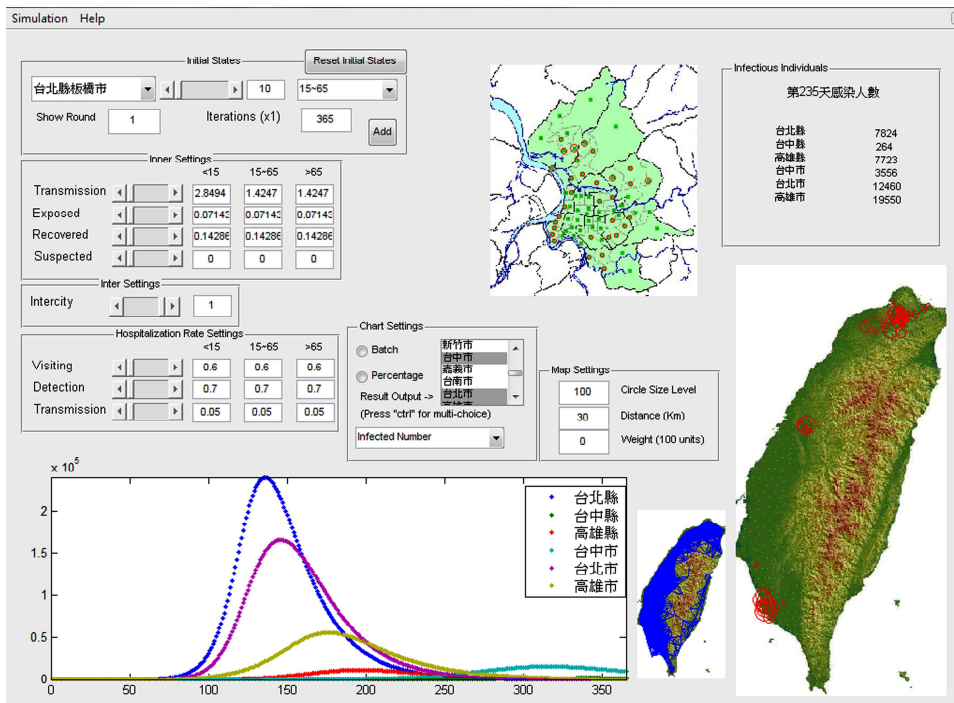 Simulation Help
Initial States
Reset Initial States
台北縣板橋市 10 15~65
Show Round 1 Iterations (x1) 365 Add
Inner Settings
<15 15~65 >65
Transmission 2.8494 1.4247 1.4247
Exposed 0.07143 0.07143 0.07143
Recovered 0.14286 0.14286 0.14286
Suspected 0 0 0
Inter Settings
Intercity 1
Hospitalization Rate Settings
<15 15~65 >65
Visiting 0.6 0.6 0.6
Detection 0.7 0.7 0.7
Transmission 0.05 0.05 0.05
Chart Settings
Batch
Percentage
Result Output ->
(Press "ctrl" for multi-choice)
新竹市
台中市
嘉義市
台南市
台北市
高雄市
Infected Number
Map Settings
100 Circle Size Level
30 Distance (Km)
0 Weight (100 units)
Infectious Individuals
第235天感染人數
台北縣 7824
台中縣 264
高雄縣 7723
台中市 3556
台北市 12460
高雄市 19550
x 10^5
2
1.5
1
0.5
0
0 50 100 150 200 250 300 350
台北縣
台中縣
高雄縣
台中市
台北市
高雄市